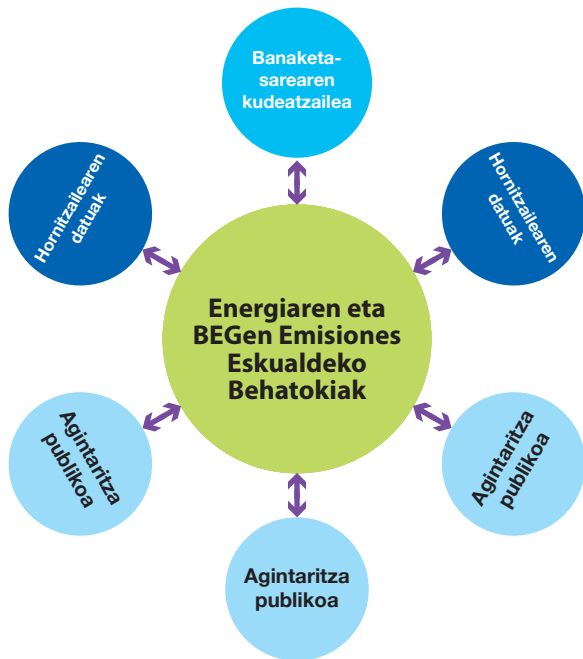 Banaketa-
sarearen
kudeatzailea
Hornitzailearen
datuak
Hornitzailearen
datuak
Energiaren eta
BEGen Emisiones
Eskualdeko
Behatokiak
Agintaritza
publikoa
Agintaritza
publikoa
Agintaritza
publikoa